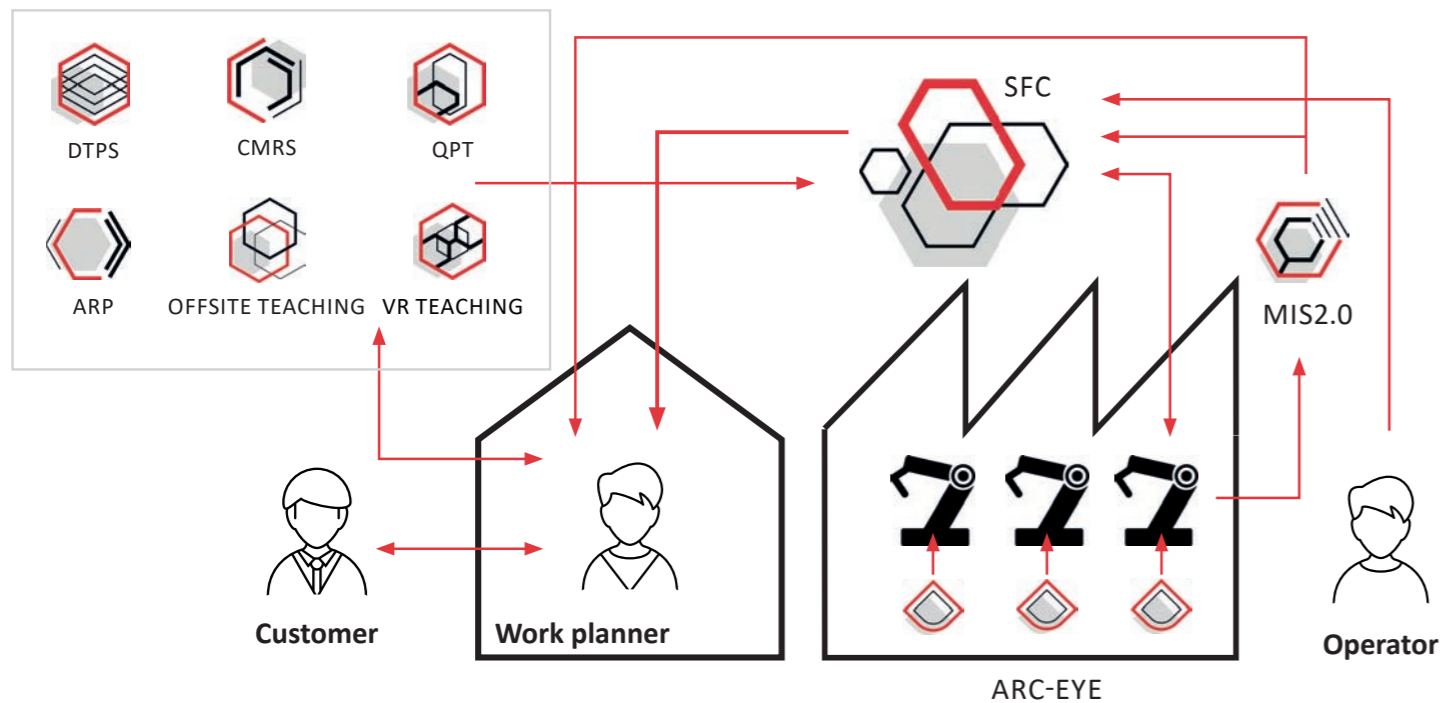 DTPS
CMRS
QPT
ARP
OFFSITE TEACHING
VR TEACHING
SFC
MIS2.0
Customer
Work planner
Operator
ARC-EYE